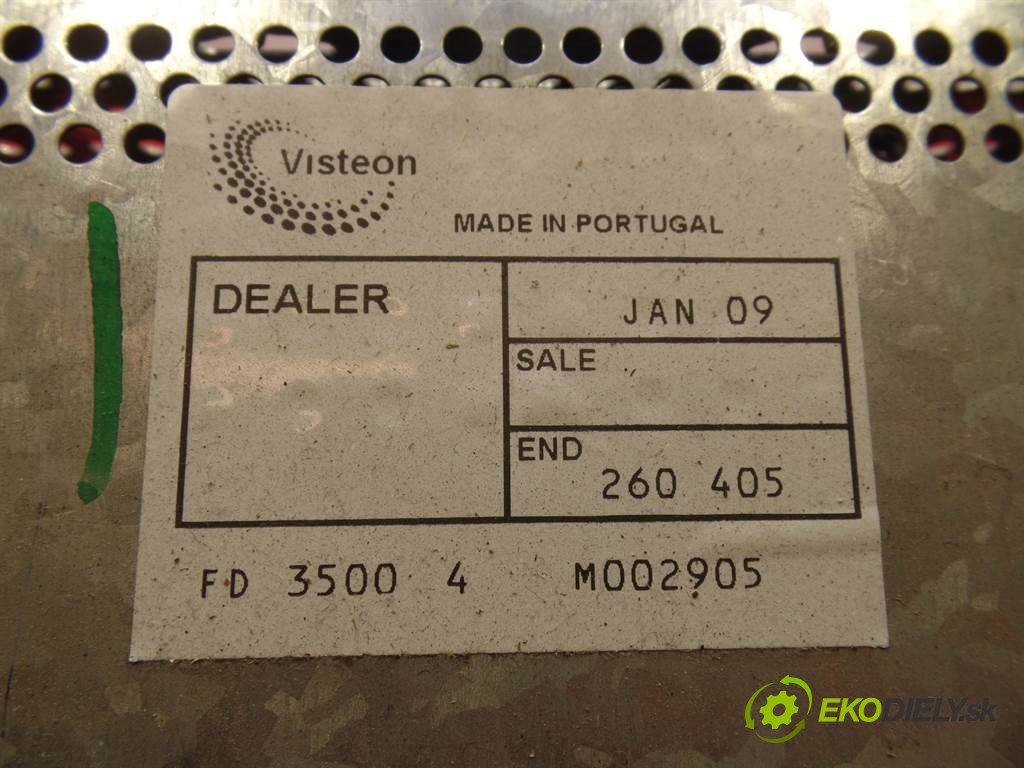 Visteon
MADE IN PORTUGAL
DEALER
JAN 09
SALE
END
260 405
FD 3500 4 M002905
EKODIELY.sk